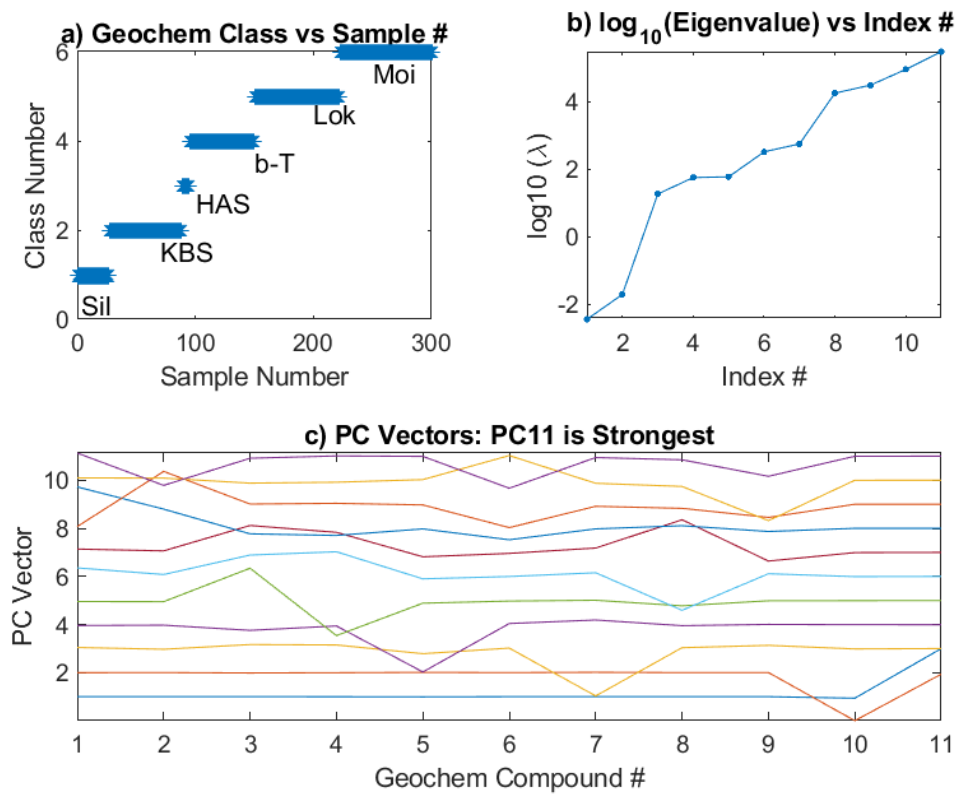 a) Geochem Class vs Sample #
Class Number
6
4
2
0
Moi
Lok
b-T
HAS
KBS
Sil
0 100 200 300
Sample Number
b) log10(Eigenvalue) vs Index #
log10 (λ)
4
2
0
-2
2 4 6 8 10
Index #
c) PC Vectors: PC11 is Strongest
PC Vector
10
8
6
4
2
1 2 3 4 5 6 7 8 9 10 11
Geochem Compound #